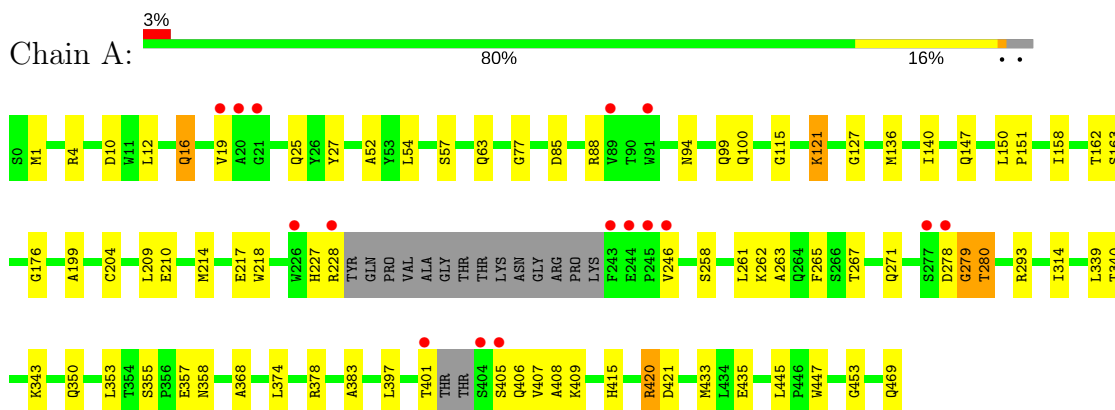 3%
Chain A:
80% 16% • •
S0 M1 R4 D10 W11 L12 Q16 V19 A20 G21 Q25 Y26 Y27 A52 Y53 L54 S57 Q63 G77 D85 R88 V89 T90 W91 N94 Q99 Q100 G115 K121 G127 M136 I140 Q147 L150 P151 I158 T162
G176 A199 C204 L209 E210 M214 E217 W218 W226 H227 R228 TYR GLN PRO VAL ALA GLY THR THR LYS ASN GLY ARG PRO LYS F243 E244 P245 V246 S258 L261 K262 A263 Q264 F265 S266 T267 Q271 S277 D278 G279 T280 R293 I314 L339
K343 Q350 L353 T354 S355 P356 E357 N358 A368 L374 R378 A383 L397 T401 THR THR S404 S405 Q406 V407 A408 K409 H415 R420 D421 M433 L434 E435 L445 P446 W447 G453 Q469